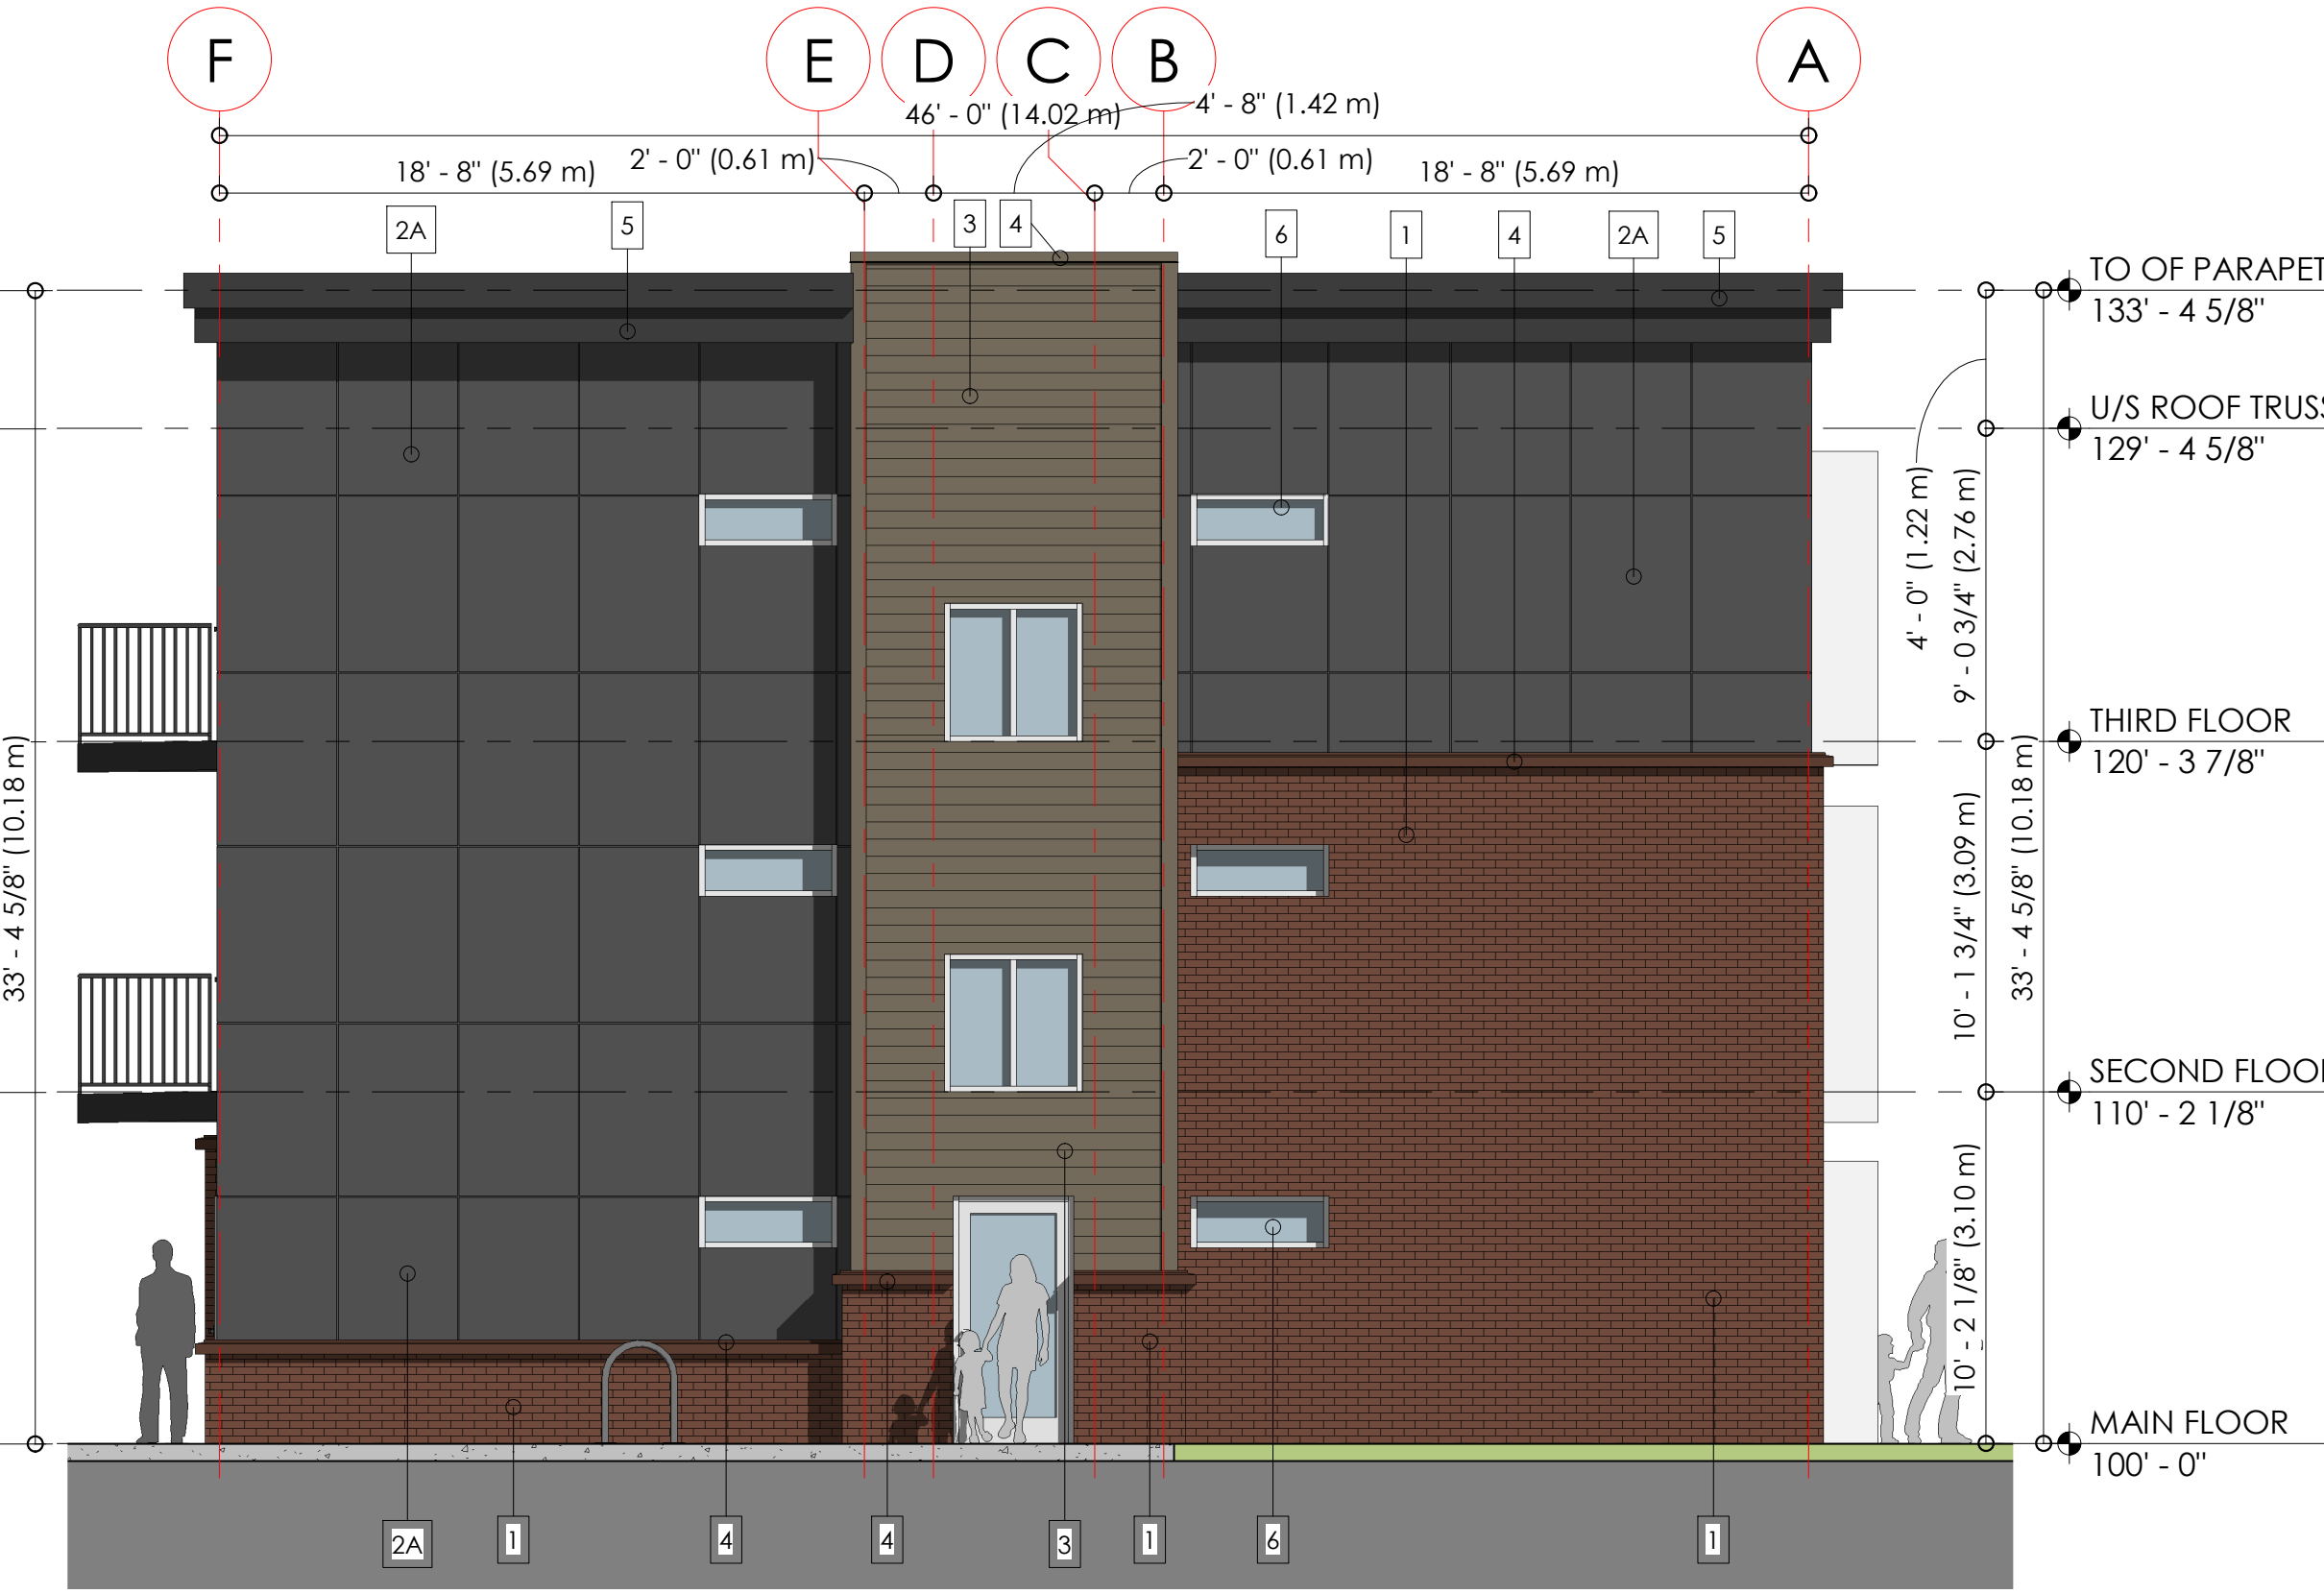 F
E
D
C
B
A
46' - 0" (14.02 m)
4' - 8" (1.42 m)
18' - 8" (5.69 m)
2' - 0" (0.61 m)
2' - 0" (0.61 m)
18' - 8" (5.69 m)
2A
5
3
4
6
1
4
2A
5
TO OF PARAPET
133' - 4 5/8"
U/S ROOF TRUSS
129' - 4 5/8"
4' - 0" (1.22 m)
9' - 0 3/4" (2.76 m)
THIRD FLOOR
120' - 3 7/8"
33' - 4 5/8" (10.18 m)
10' - 1 3/4" (3.09 m)
33' - 4 5/8" (10.18 m)
SECOND FLOO
110' - 2 1/8"
10' - 2 1/8" (3.10 m)
MAIN FLOOR
100' - 0"
2A
1
4
4
3
1
6
1